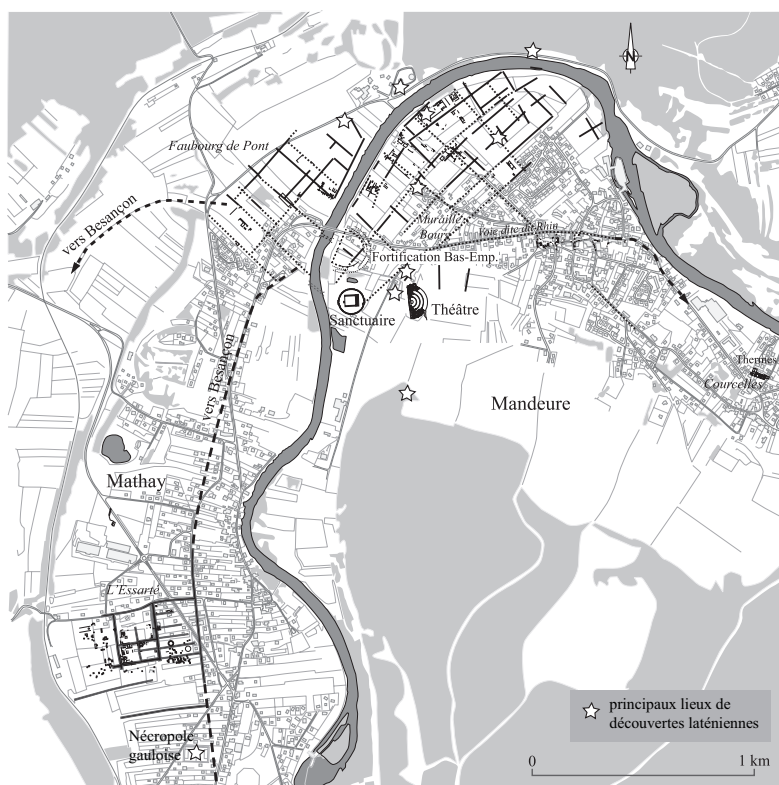 N
Faubourg de Pont
vers Besançon
Muraille
Bourg
Voie dite du Rhin
Fortification Bas-Emp.
Sanctuaire
Théâtre
Thermes
Courcelles
vers Besançon
Mandeure
Mathay
L'Essarté
principaux lieux de
découvertes laténiennes
Nécropole
gauloise
0
1 km